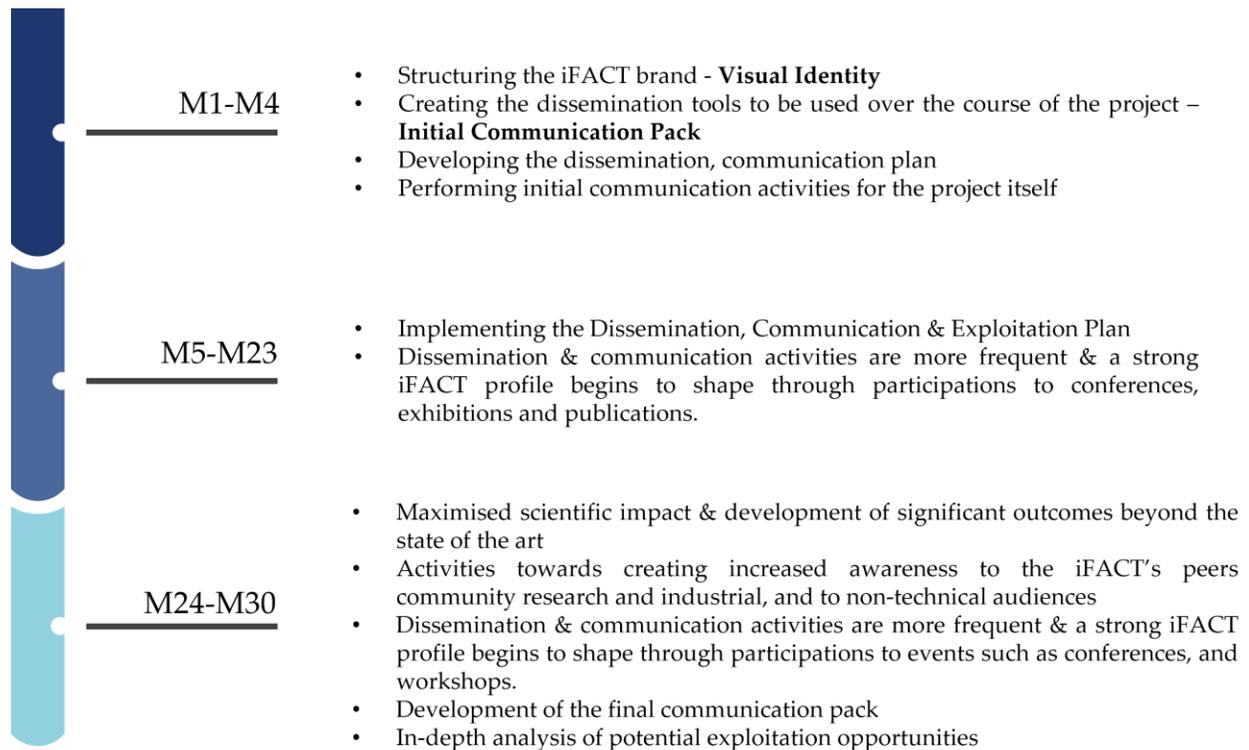 M1-M4
• Structuring the iFACT brand - Visual Identity
• Creating the dissemination tools to be used over the course of the project –
Initial Communication Pack
• Developing the dissemination, communication plan
• Performing initial communication activities for the project itself
M5-M23
• Implementing the Dissemination, Communication & Exploitation Plan
• Dissemination & communication activities are more frequent & a strong
iFACT profile begins to shape through participations to conferences,
exhibitions and publications.
M24-M30
• Maximised scientific impact & development of significant outcomes beyond the
state of the art
• Activities towards creating increased awareness to the iFACT’s peers
community research and industrial, and to non-technical audiences
• Dissemination & communication activities are more frequent & a strong iFACT
profile begins to shape through participations to events such as conferences, and
workshops.
• Development of the final communication pack
• In-depth analysis of potential exploitation opportunities